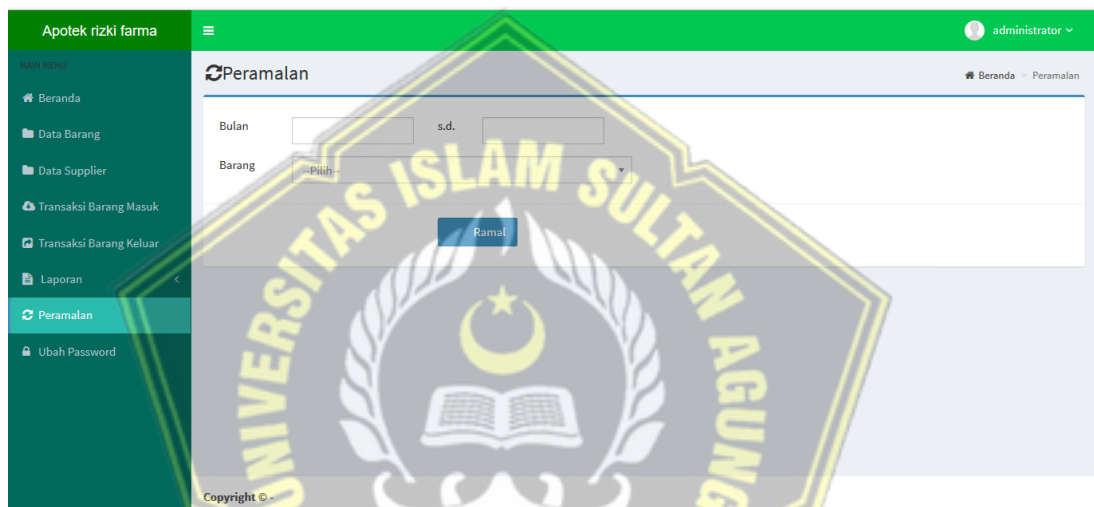 Apotek rizki farma
administrator
MAIN MENU
Beranda
Data Barang
Data Supplier
Transaksi Barang Masuk
Transaksi Barang Keluar
Laporan
Peramalan
Ubah Password
Peramalan
Beranda > Peramalan
Bulan s.d.
Barang --Pilih--
Ramal
Copyright © -
UNIVERSITAS ISLAM SULTAN AGUNG